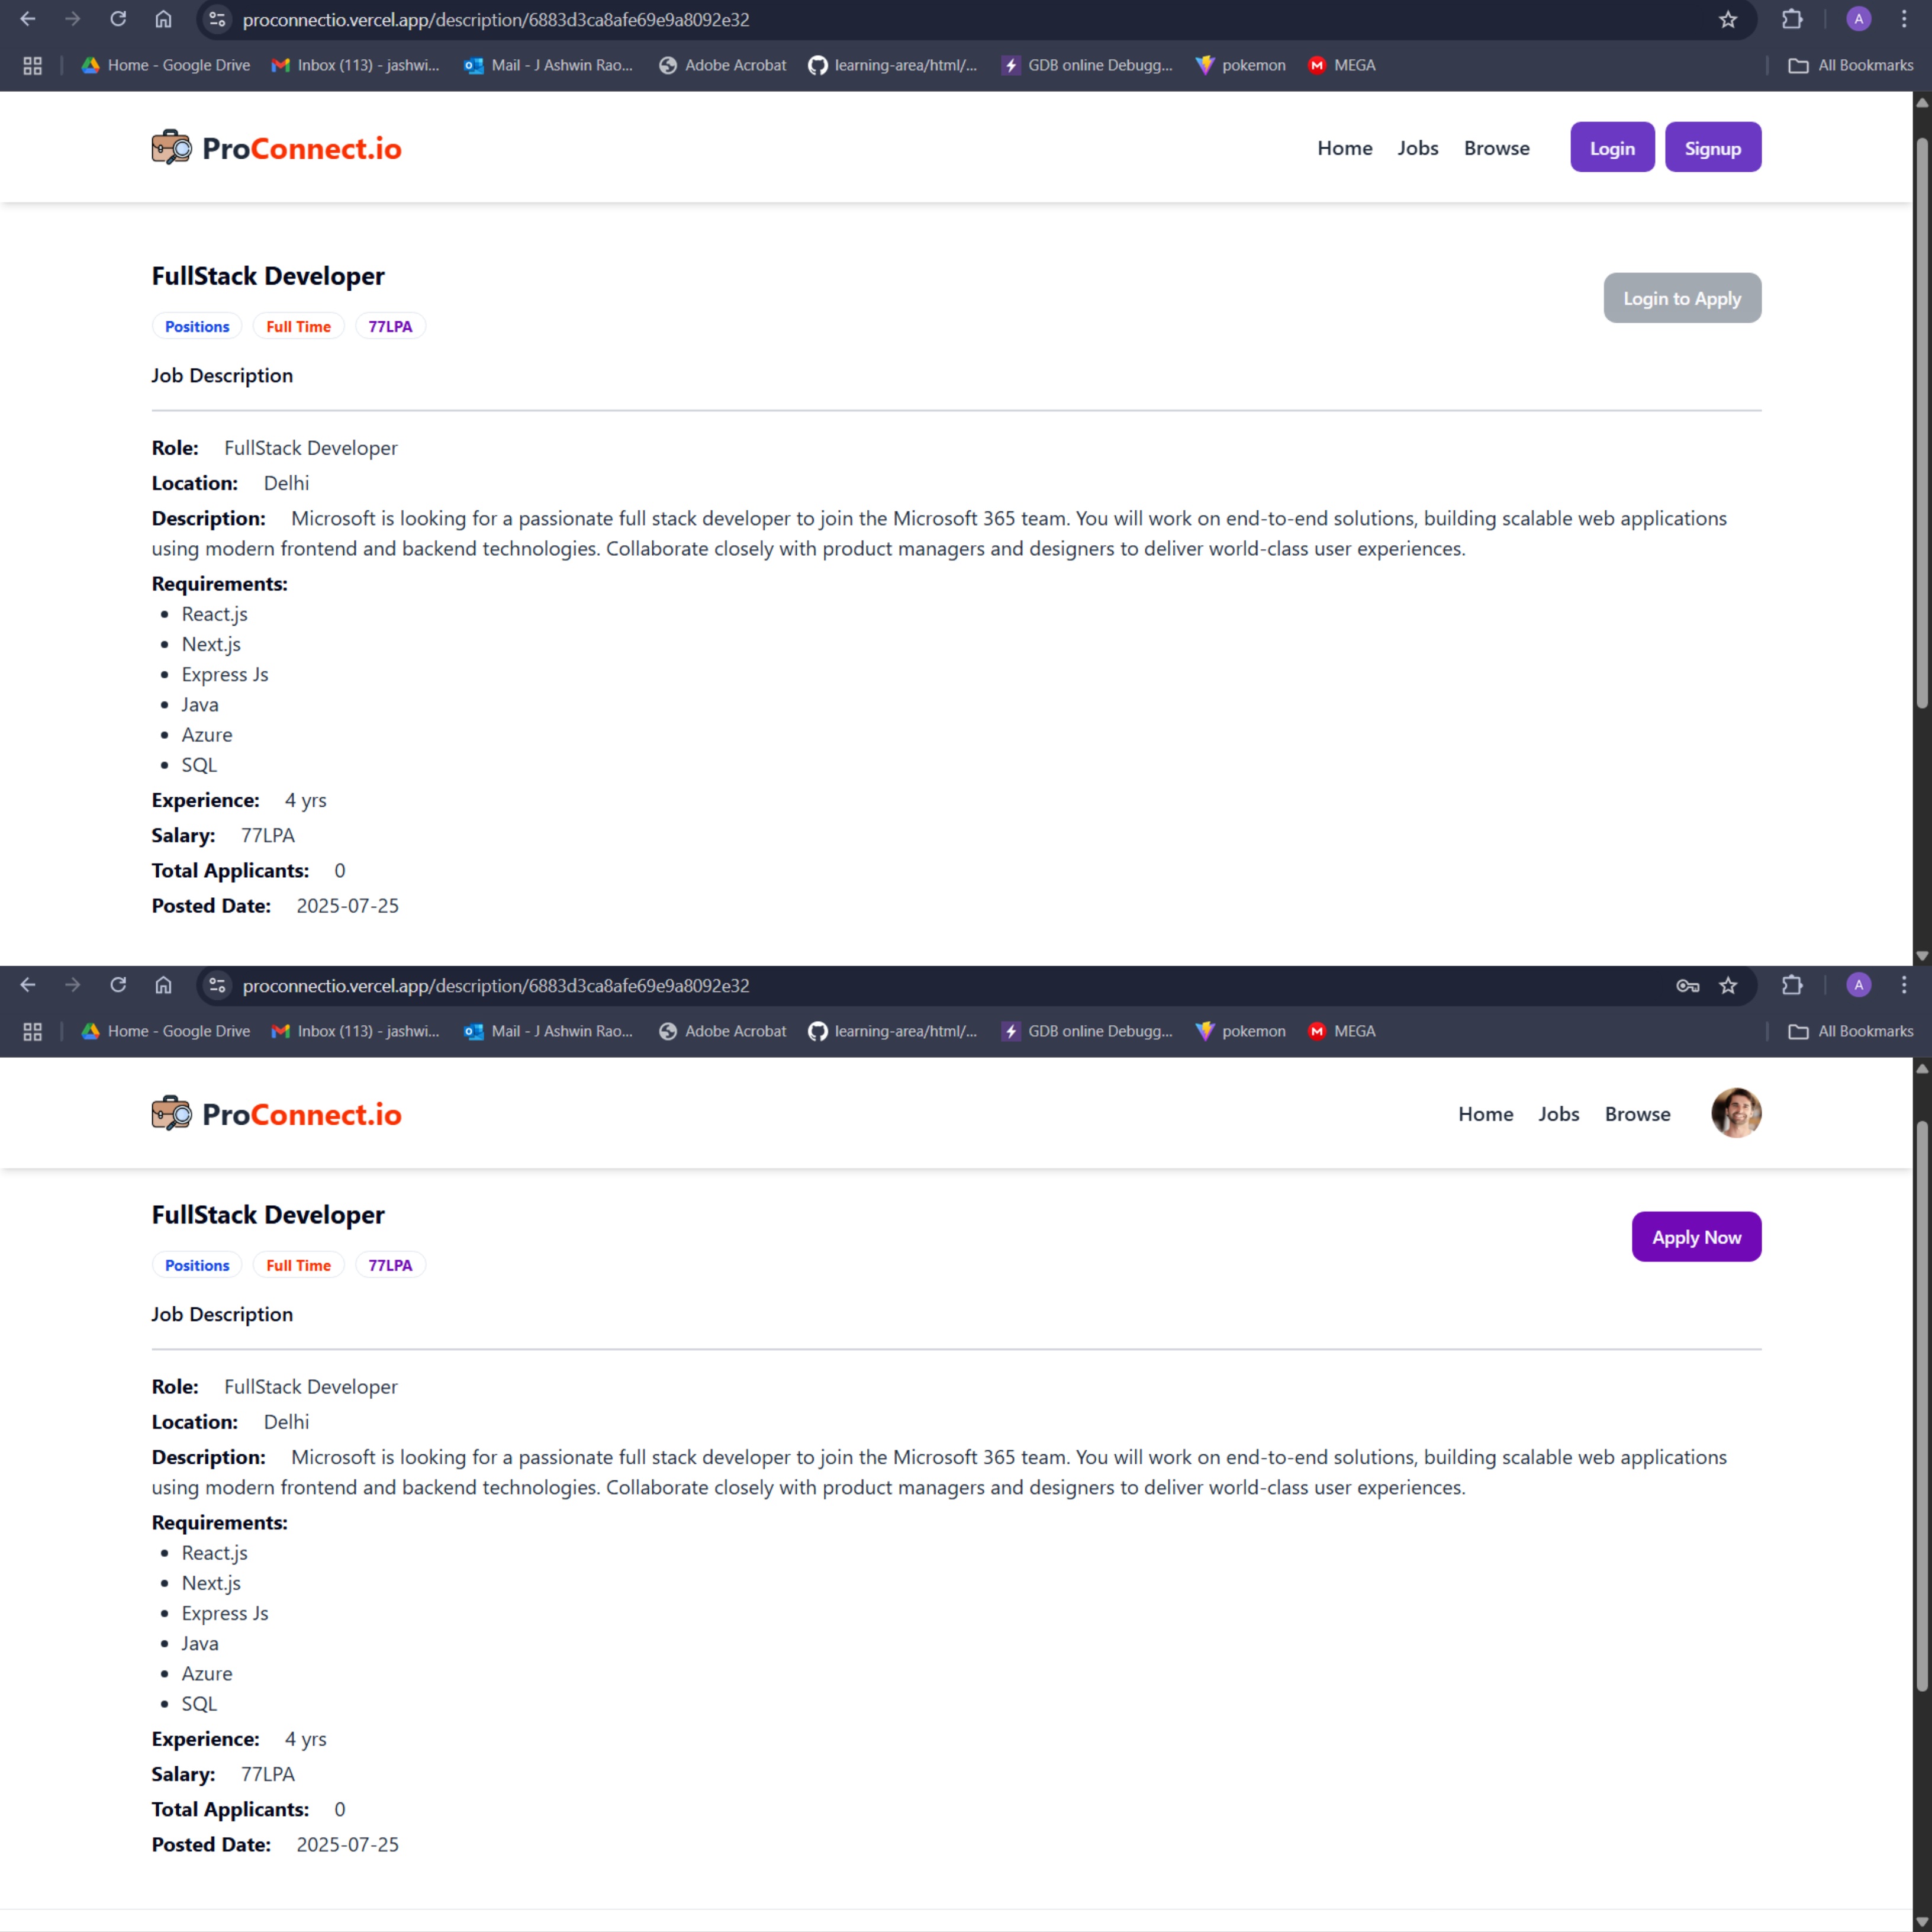 proconnectio.vercel.app/description/6883d3ca8afe69e9a8092e32
A
Home - Google Drive Inbox (113) - jashwi... Mail - J Ashwin Rao... Adobe Acrobat learning-area/html/... GDB online Debugg... pokemon MEGA All Bookmarks
ProConnect.io Home Jobs Browse Login Signup
FullStack Developer
Login to Apply
Positions Full Time 77LPA
Job Description
Role: FullStack Developer
Location: Delhi
Description: Microsoft is looking for a passionate full stack developer to join the Microsoft 365 team. You will work on end-to-end solutions, building scalable web applications
using modern frontend and backend technologies. Collaborate closely with product managers and designers to deliver world-class user experiences.
Requirements:
React.js
Next.js
Express Js
Java
Azure
SQL
Experience: 4 yrs
Salary: 77LPA
Total Applicants: 0
Posted Date: 2025-07-25
proconnectio.vercel.app/description/6883d3ca8afe69e9a8092e32
A
Home - Google Drive Inbox (113) - jashwi... Mail - J Ashwin Rao... Adobe Acrobat learning-area/html/... GDB online Debugg... pokemon MEGA All Bookmarks
ProConnect.io Home Jobs Browse
FullStack Developer
Apply Now
Positions Full Time 77LPA
Job Description
Role: FullStack Developer
Location: Delhi
Description: Microsoft is looking for a passionate full stack developer to join the Microsoft 365 team. You will work on end-to-end solutions, building scalable web applications
using modern frontend and backend technologies. Collaborate closely with product managers and designers to deliver world-class user experiences.
Requirements:
React.js
Next.js
Express Js
Java
Azure
SQL
Experience: 4 yrs
Salary: 77LPA
Total Applicants: 0
Posted Date: 2025-07-25